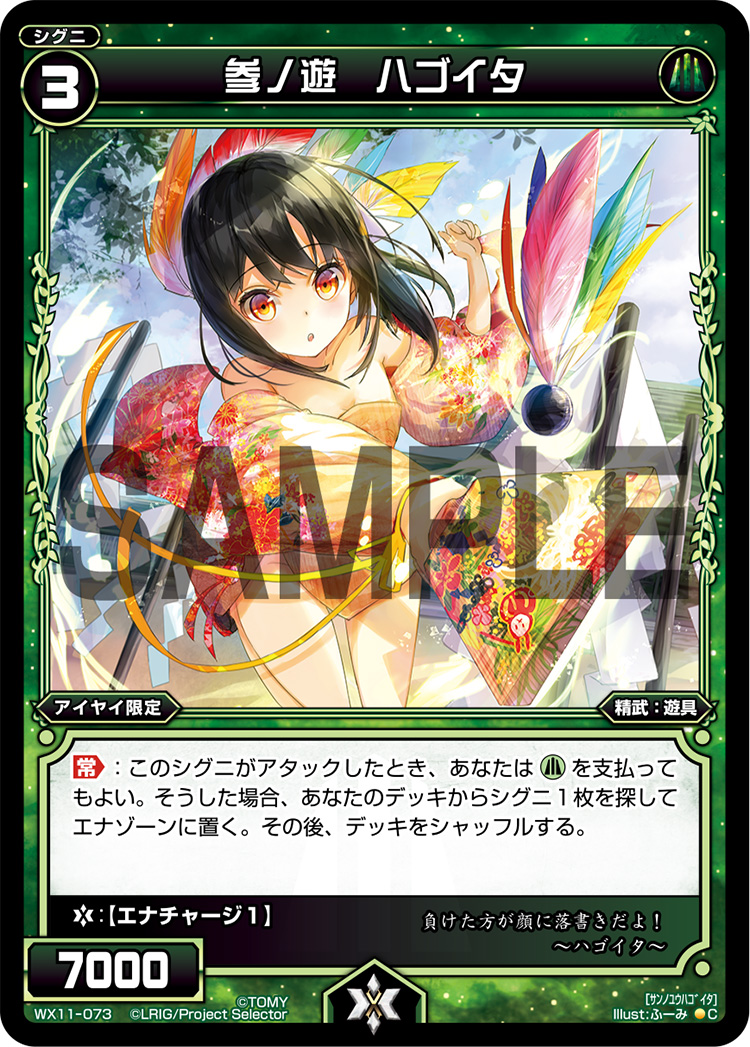 シグニ
3
参ノ遊　ハゴイタ
SAMPLE
アイヤイ限定
精武：遊具
常：このシグニがアタックしたとき、あなたは を支払って
もよい。そうした場合、あなたのデッキからシグニ１枚を探して
エナゾーンに置く。その後、デッキをシャッフルする。
：【エナチャージ１】
負けた方が顔に落書きだよ！
～ハゴイタ～
7000
WX11-073 ©LRIG/Project Selector
©TOMY
[ｻﾝﾉﾕｳﾊｺﾞｲﾀ]
Illust:ふーみ C